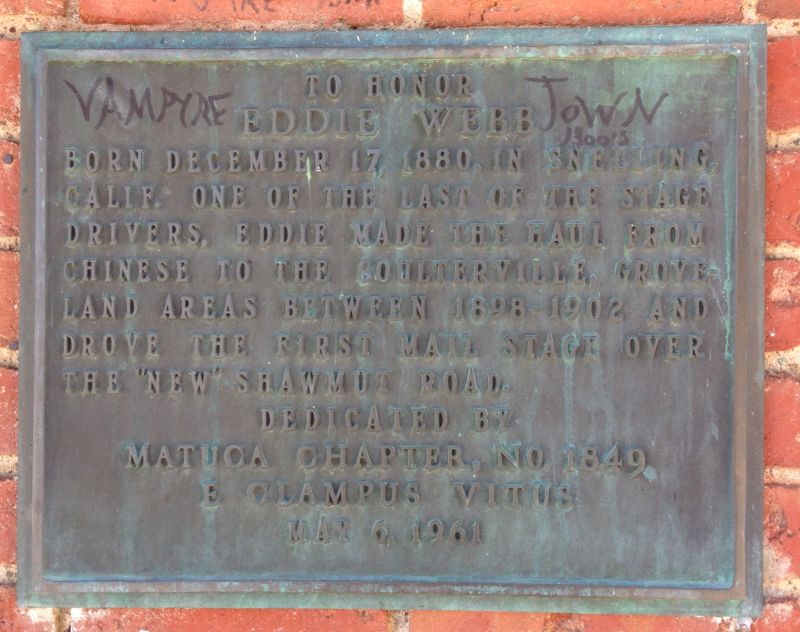 TO HONOR
VAMPYRE
TOWN
EDDIE WEBB
1900's
BORN DECEMBER 17, 1880, IN SNELLING,
CALIF. ONE OF THE LAST OF THE STAGE
DRIVERS, EDDIE MADE THE HAUL FROM
CHINESE TO THE COULTERVILLE, GROVE-
LAND AREAS BETWEEN 1898-1902 AND
DROVE THE FIRST MAIL STAGE OVER
THE "NEW" SHAWMUT ROAD.
DEDICATED BY
MATUCA CHAPTER, NO. 1849
E CLAMPUS VITUS
MAY 6, 1961